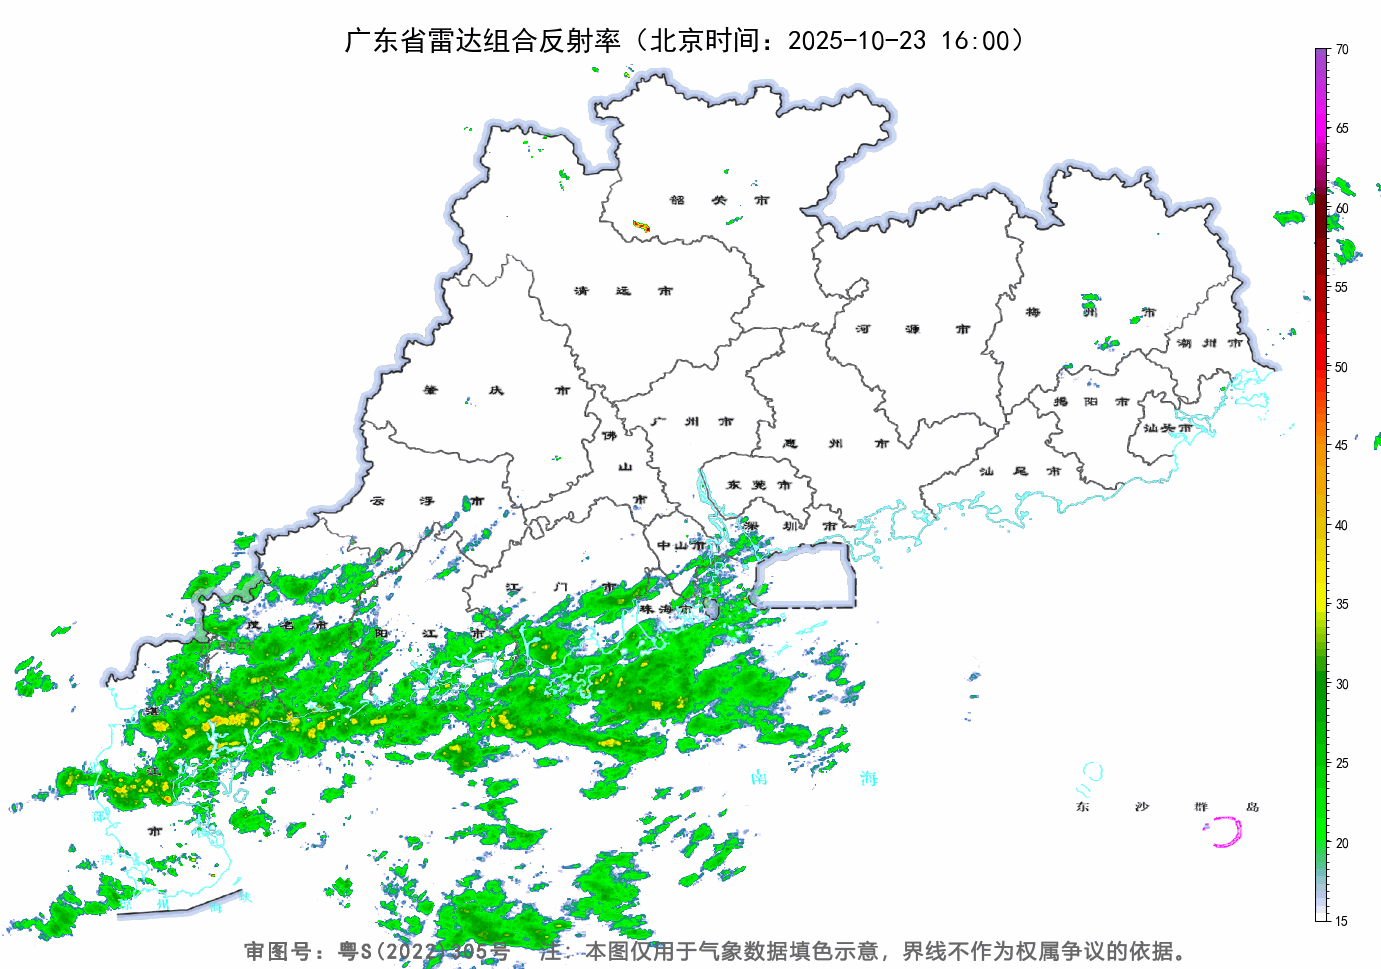 广东省雷达组合反射率（北京时间：2025-10-23 16:00）
70
65
60
55
50
45
40
35
30
25
20
15
韶关市
清远市
河源市
梅州市
潮州市
肇庆市
广州市
揭阳市
汕头市
佛山市
惠州市
汕尾市
云浮市
东莞市
深圳市
中山市
江门市
珠海市
茂名市
阳江市
湛江市
南海
东沙群岛
琼州海峡
审图号：粤S(2022)305号 注：本图仅用于气象数据填色示意，界线不作为权属争议的依据。